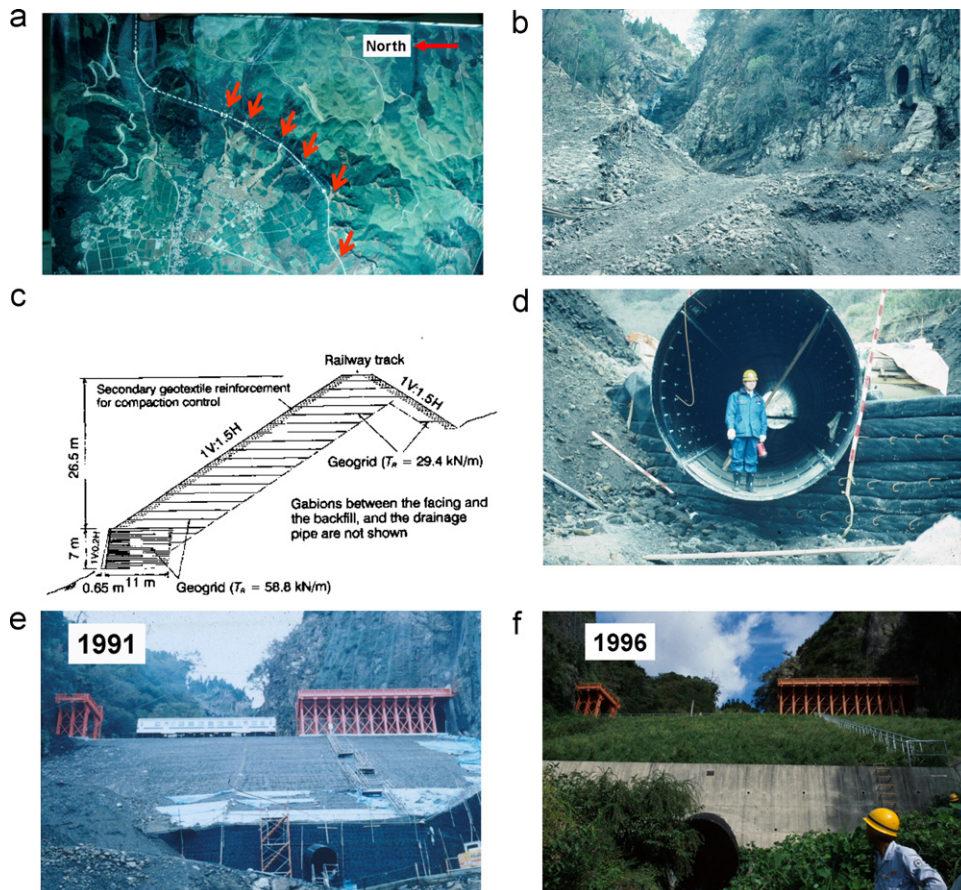 a
North
b
c
Railway track
Secondary geotextile reinforcement
for compaction control
1V:1.5H
1V:1.5H
26.5 m
Geogrid (T_R = 29.4 kN/m)
Gabions between the facing and
the backfill, and the drainage
pipe are not shown
7 m
1V:0.2H
0.65 m
11 m
Geogrid (T_R = 58.8 kN/m)
d
e
1991
f
1996